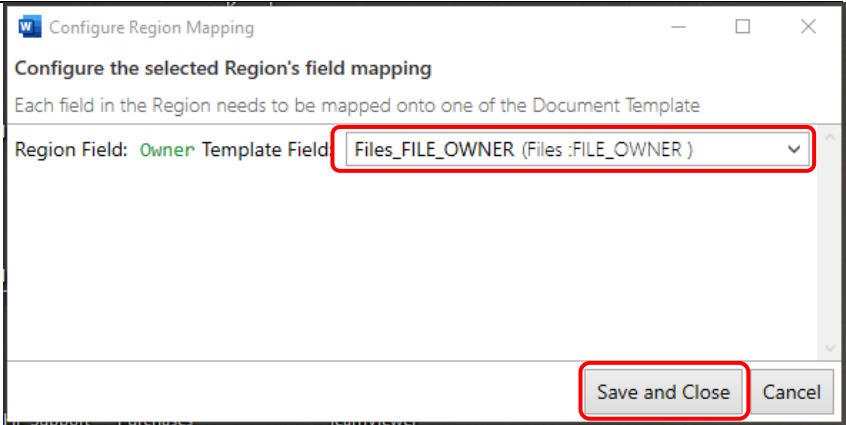 Configure Region Mapping
Configure the selected Region's field mapping
Each field in the Region needs to be mapped onto one of the Document Template
Region Field: Owner Template Field: Files_FILE_OWNER (Files :FILE_OWNER )
Save and Close Cancel